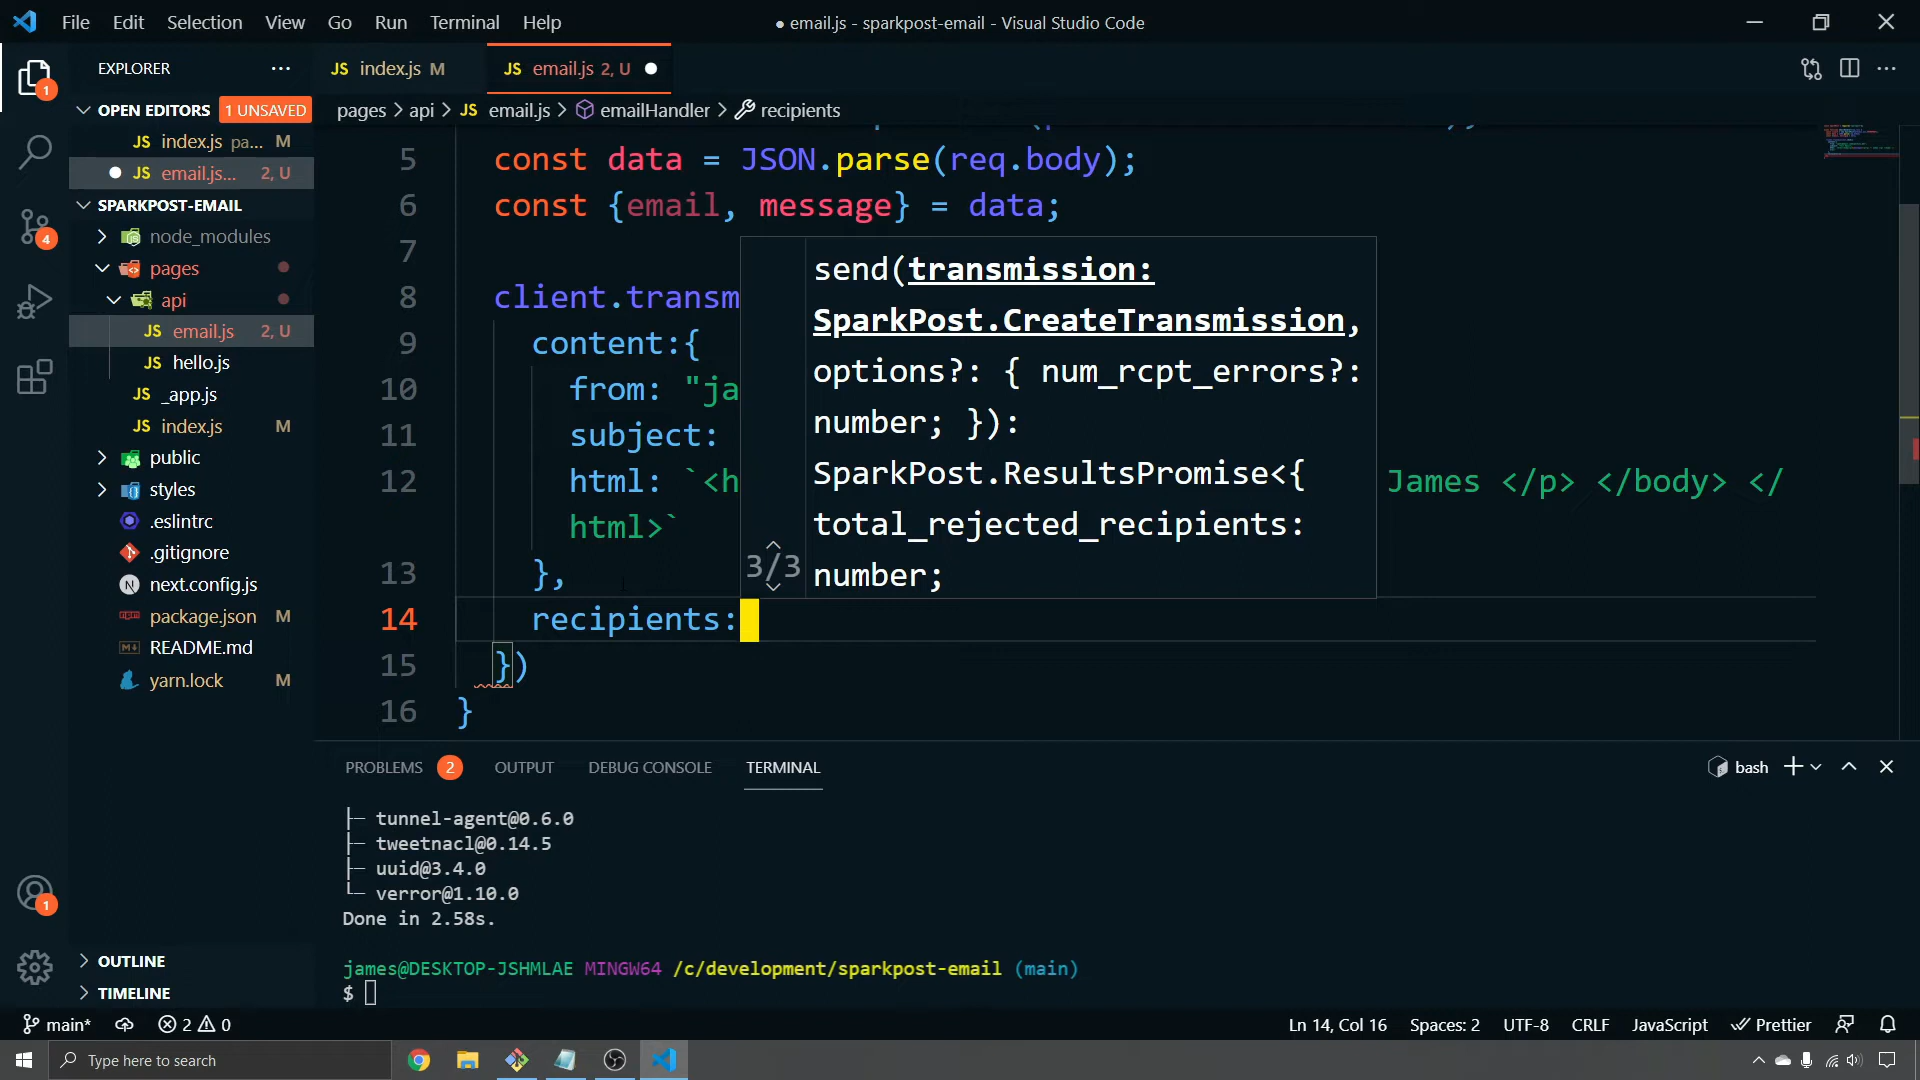 File Edit Selection View Go Run Terminal Help
● email.js - sparkpost-email - Visual Studio Code
EXPLORER
JS index.js M
JS email.js 2, U
OPEN EDITORS 1 UNSAVED
JS index.js pa... M
JS email.js... 2, U
SPARKPOST-EMAIL
node_modules
pages
api
JS email.js 2, U
JS hello.js
JS _app.js
JS index.js M
public
styles
.eslintrc
.gitignore
next.config.js
package.json M
README.md
yarn.lock M
OUTLINE
TIMELINE
pages > api > JS email.js > emailHandler > recipients
5 const data = JSON.parse(req.body);
6 const {email, message} = data;
7
8 client.transm
9 content:{
10 from: "ja
11 subject:
12 html: `<h James </p> </body> </
html>`
13 },
14 recipients:
15 })
16 }
send(transmission:
SparkPost.CreateTransmission,
options?: { num_rcpt_errors?:
number; }):
SparkPost.ResultsPromise<{
total_rejected_recipients:
number;
3/3
PROBLEMS 2 OUTPUT DEBUG CONSOLE TERMINAL
bash
├─ tunnel-agent@0.6.0
├─ tweetnacl@0.14.5
├─ uuid@3.4.0
└─ verror@1.10.0
Done in 2.58s.
james@DESKTOP-JSHMLAE MINGW64 /c/development/sparkpost-email (main)
$
1
4
1
main* 2 0
Ln 14, Col 16 Spaces: 2 UTF-8 CRLF JavaScript Prettier
Type here to search